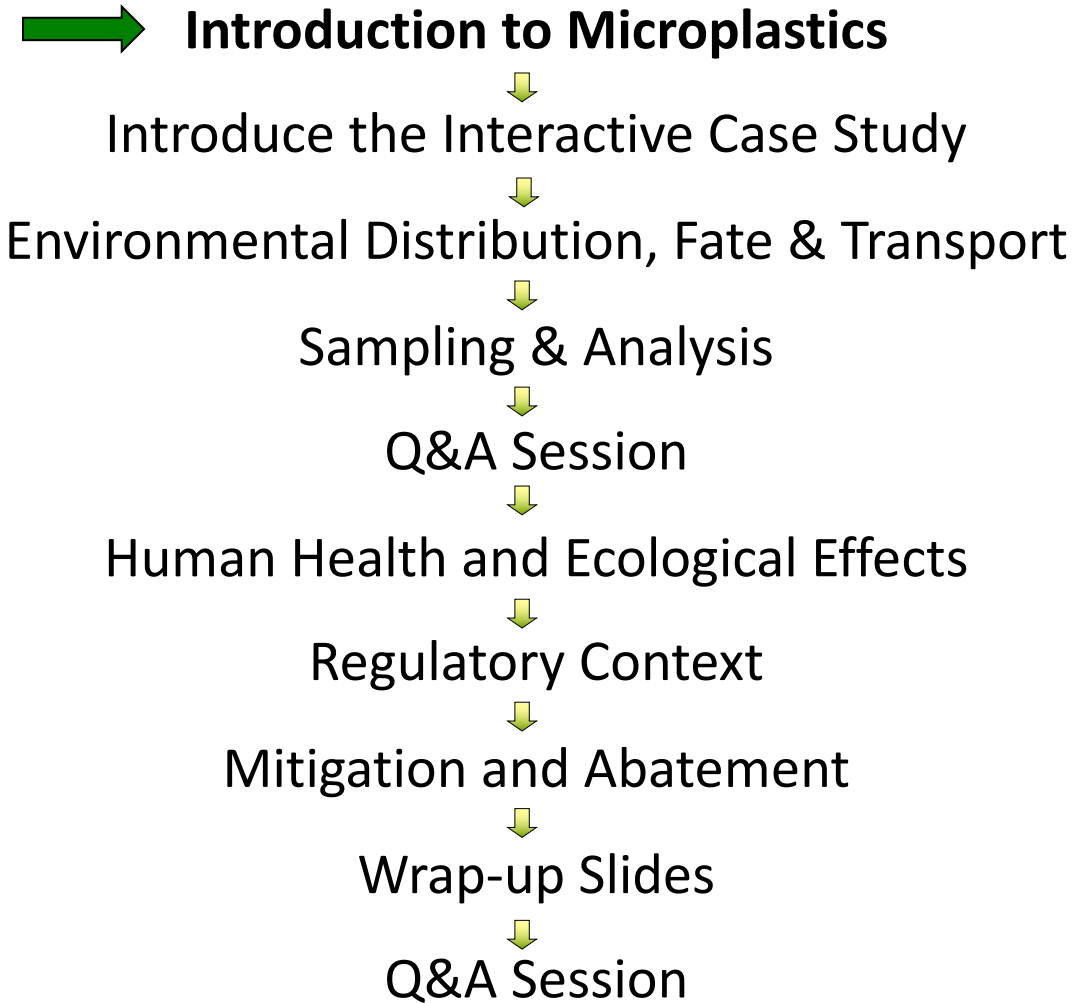 Introduction to Microplastics
Introduce the Interactive Case Study
Environmental Distribution, Fate & Transport
Sampling & Analysis
Q&A Session
Human Health and Ecological Effects
Regulatory Context
Mitigation and Abatement
Wrap-up Slides
Q&A Session